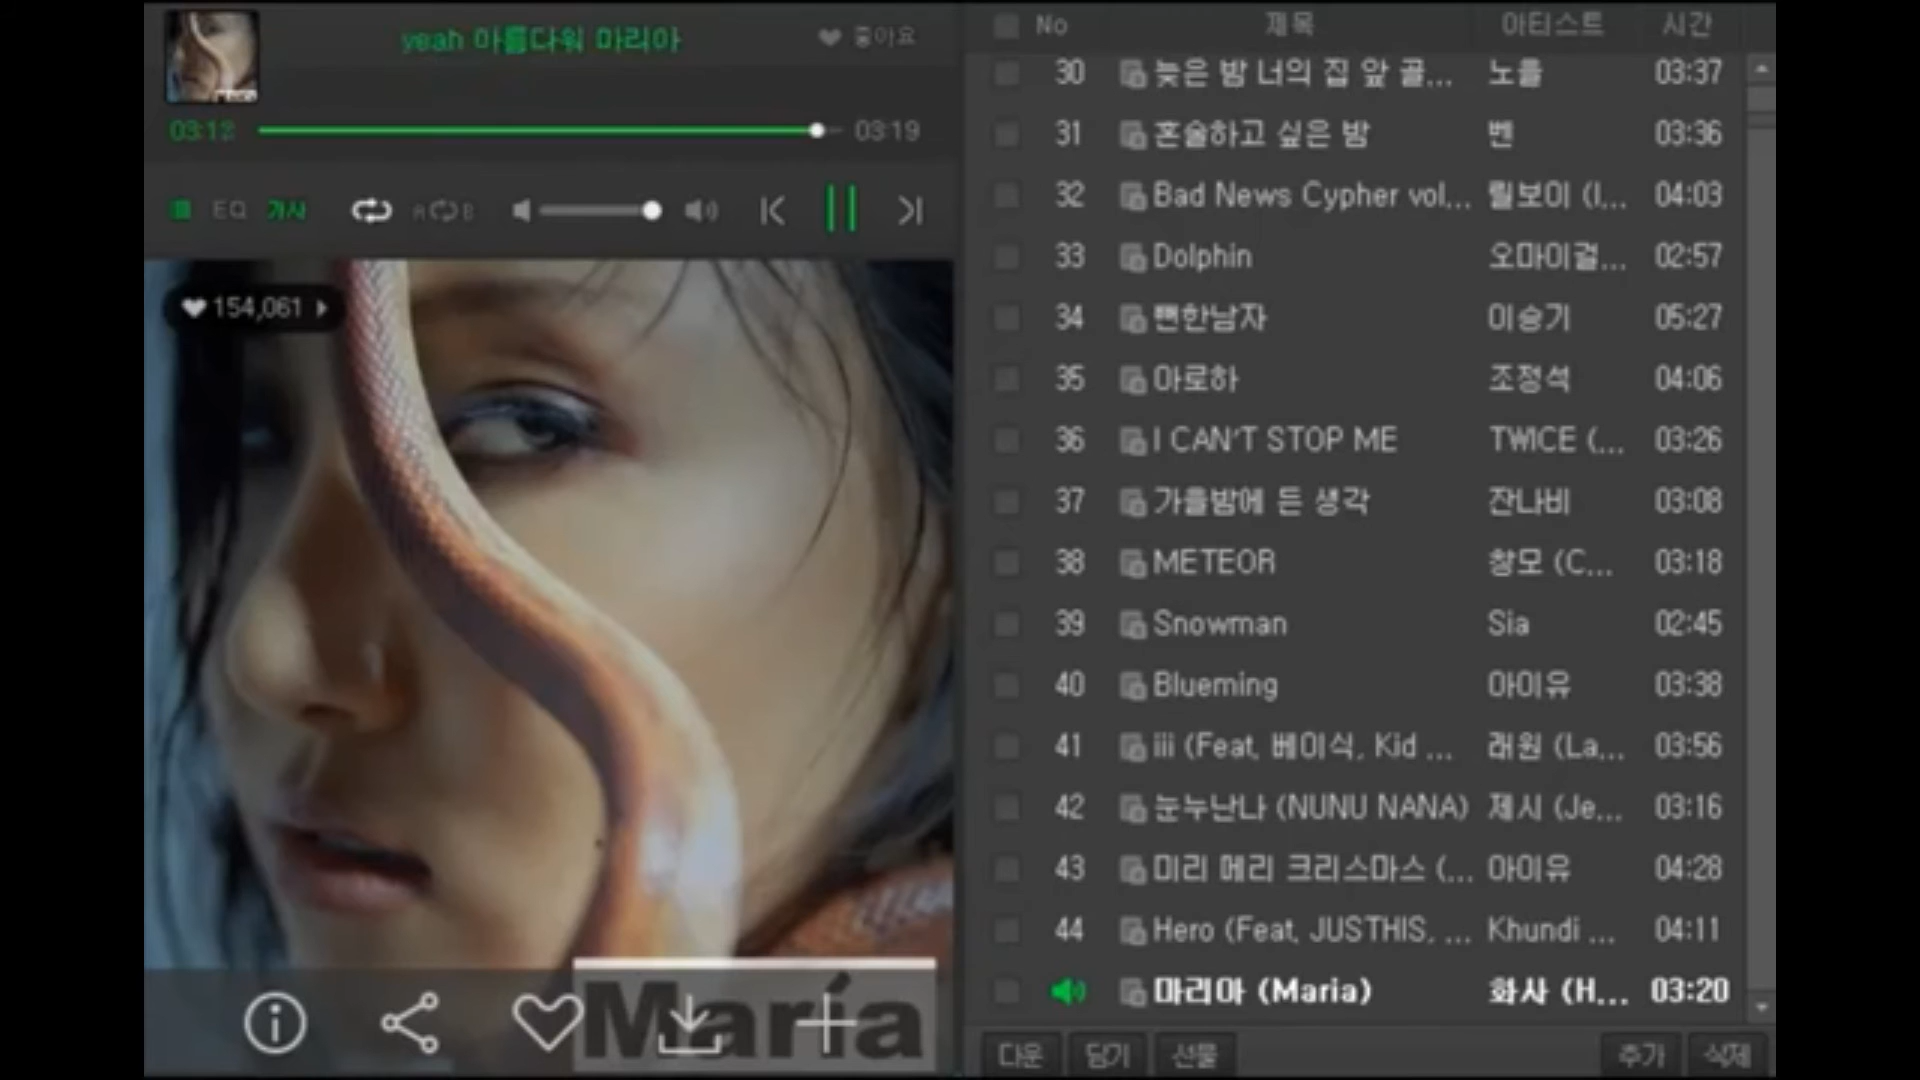 yeah 아름다워 마리아
좋아요
03:19
EQ 가사
A B
154,061
María
No 제목 아티스트 시간
30 늦은 밤 너의 집 앞 골... 노을 03:37
31 혼술하고 싶은 밤 벤 03:36
32 Bad News Cypher vol... 릴보이 (l... 04:03
33 Dolphin 오마이걸... 02:57
34 뻔한남자 이승기 05:27
35 아로하 조정석 04:06
36 I CAN'T STOP ME TWICE (... 03:26
37 가을밤에 든 생각 잔나비 03:08
38 METEOR 창모 (C... 03:18
39 Snowman Sia 02:45
40 Blueming 아이유 03:38
41 iii (Feat. 베이식, Kid ... 래원 (La... 03:56
42 눈누난나 (NUNU NANA) 제시 (Je... 03:16
43 미리 메리 크리스마스 (... 아이유 04:28
44 Hero (Feat. JUSTHIS, ... Khundi ... 04:11
마리아 (Maria) 화사 (H... 03:20
다운 담기 선물 추가 삭제